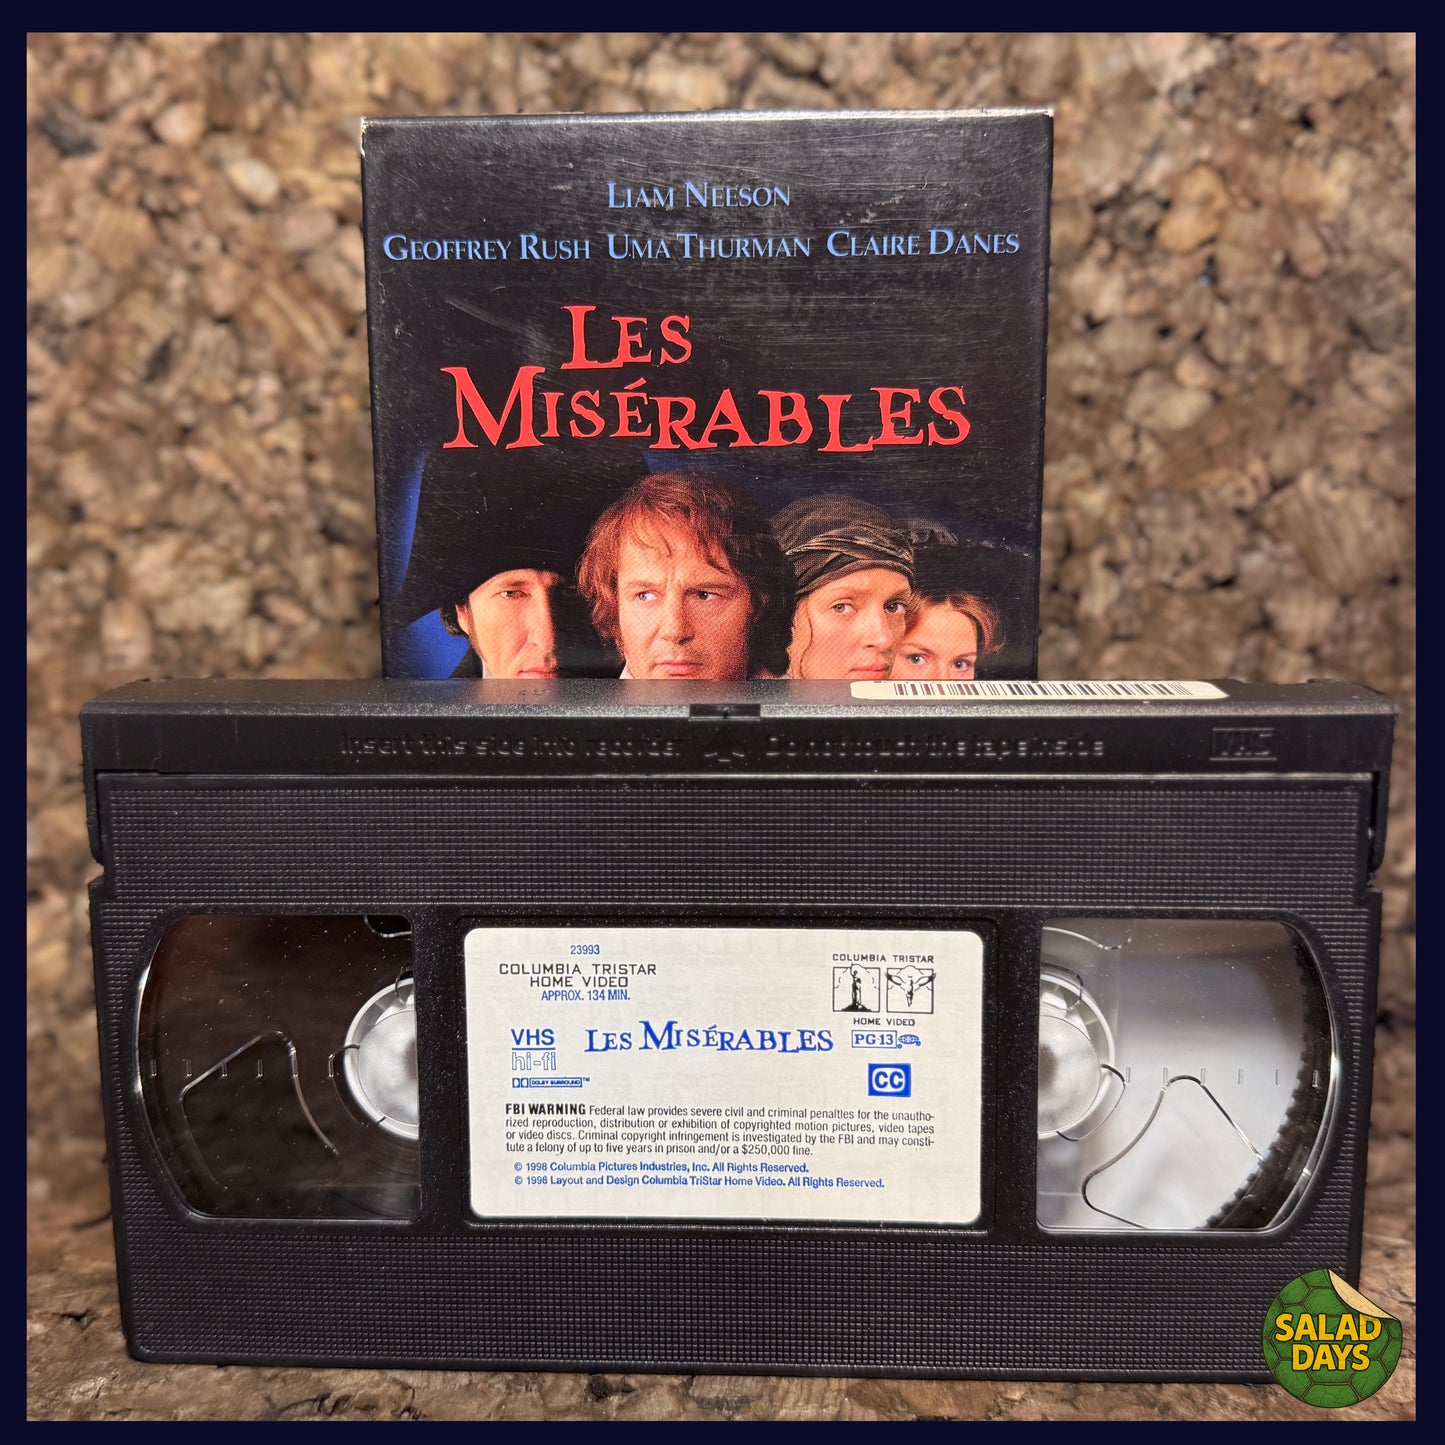 LIAM NEESON
GEOFFREY RUSH UMA THURMAN CLAIRE DANES
LES
MISÉRABLES
Insert this side into recorder Do not touch the tape inside
VHS
23993
COLUMBIA TRISTAR
HOME VIDEO
APPROX. 134 MIN.
COLUMBIA TRISTAR
HOME VIDEO
VHS
hi-fi
LES MISÉRABLES
PG-13
DOLBY SURROUND™
CC
FBI WARNING Federal law provides severe civil and criminal penalties for the unautho-
rized reproduction, distribution or exhibition of copyrighted motion pictures, video tapes
or video discs. Criminal copyright infringement is investigated by the FBI and may consti-
tute a felony of up to five years in prison and/or a $250,000 fine.
© 1998 Columbia Pictures Industries, Inc. All Rights Reserved.
© 1998 Layout and Design Columbia TriStar Home Video. All Rights Reserved.
SALAD
DAYS